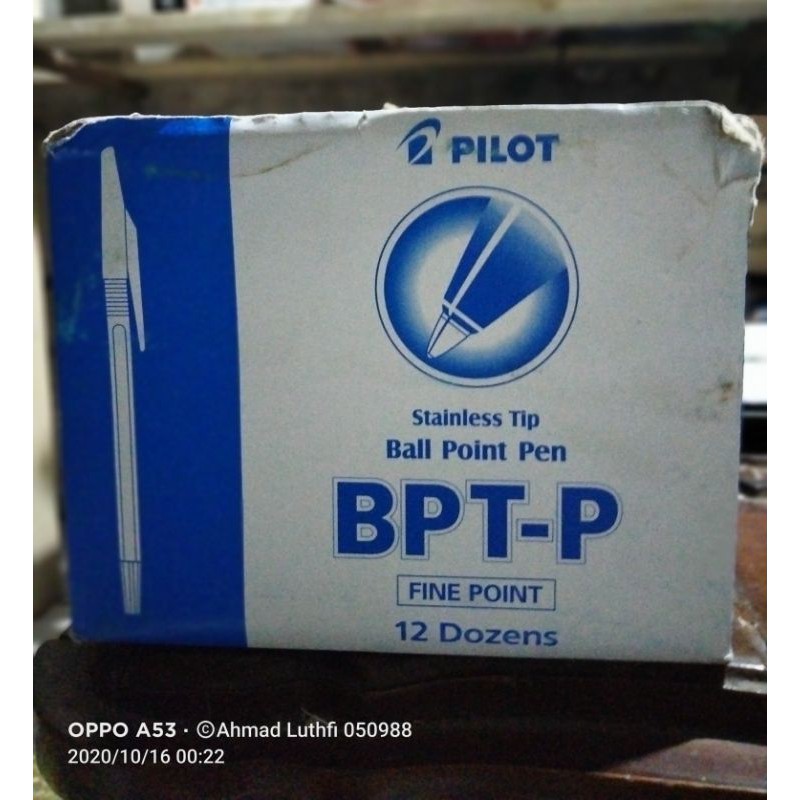 PILOT
Stainless Tip
Ball Point Pen
BPT-P
FINE POINT
12 Dozens
OPPO A53 · ©Ahmad Luthfi 050988
2020/10/16 00:22